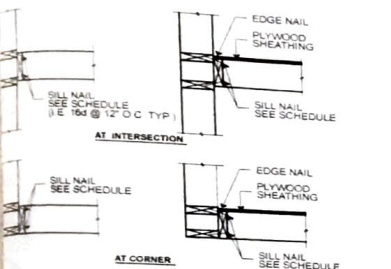 EDGE NAIL
PLYWOOD
SHEATHING
SILL NAIL
SEE SCHEDULE
(I.E. 16d @ 12" O.C. TYP.)
SILL NAIL
SEE SCHEDULE
AT INTERSECTION
SILL NAIL
SEE SCHEDULE
EDGE NAIL
PLYWOOD
SHEATHING
AT CORNER
SILL NAIL
SEE SCHEDULE